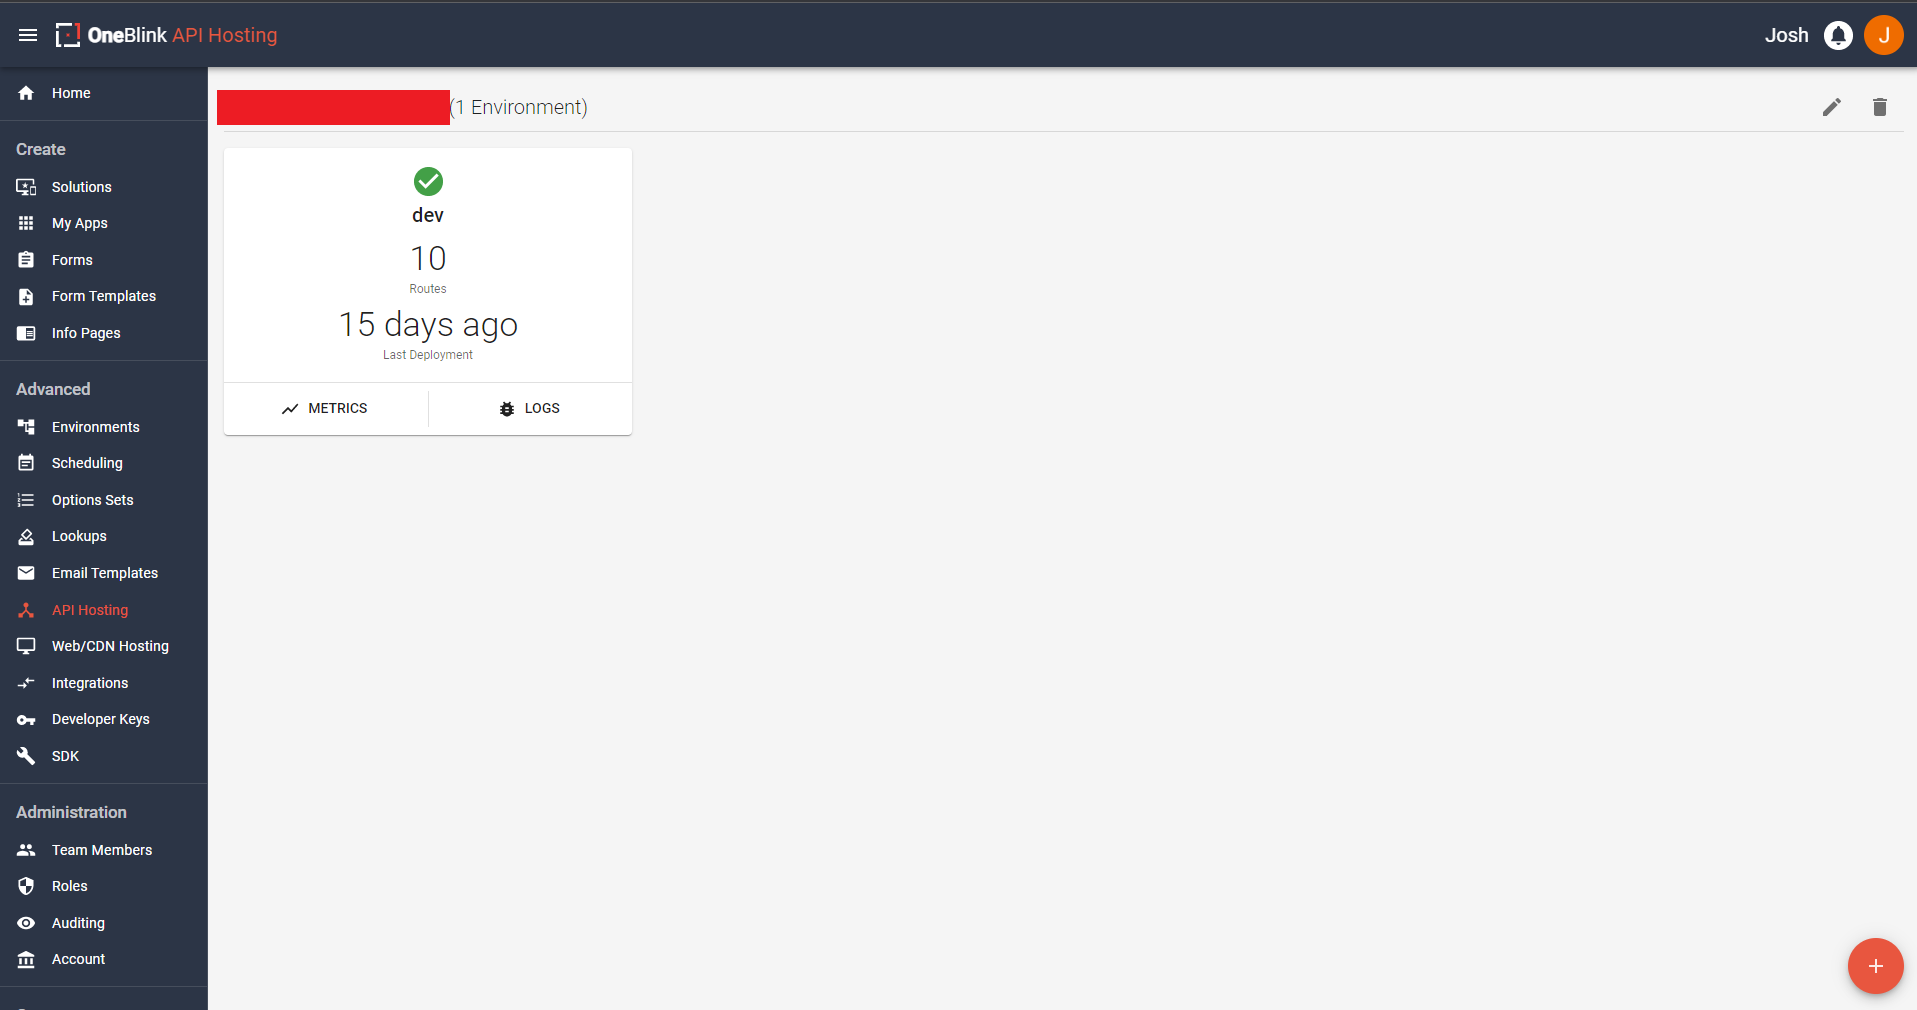 OneBlink API Hosting
Josh
J
Home
Create
Solutions
My Apps
Forms
Form Templates
Info Pages
Advanced
Environments
Scheduling
Options Sets
Lookups
Email Templates
API Hosting
Web/CDN Hosting
Integrations
Developer Keys
SDK
Administration
Team Members
Roles
Auditing
Account
(1 Environment)
dev
10
Routes
15 days ago
Last Deployment
METRICS
LOGS